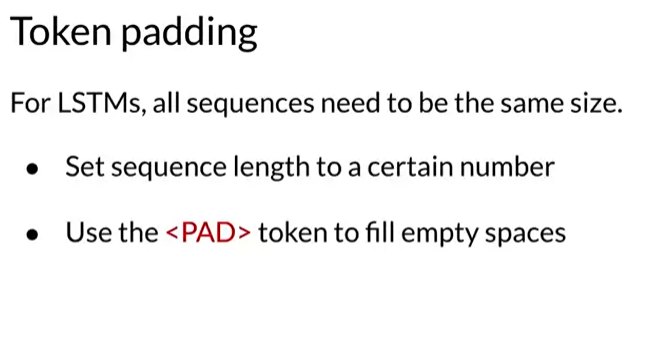 Token padding
For LSTMs, all sequences need to be the same size.
● Set sequence length to a certain number
● Use the <PAD> token to fill empty spaces